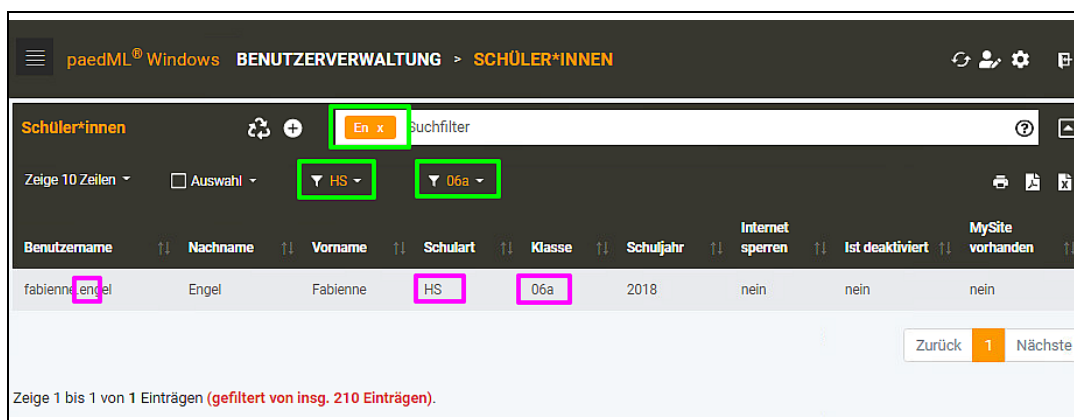 paedML® Windows BENUTZERVERWALTUNG > SCHÜLER*INNEN
Schüler*innen En x Suchfilter
Zeige 10 Zeilen Auswahl HS 06a
Benutzername Nachname Vorname Schulart Klasse Schuljahr Internet sperren Ist deaktiviert MySite vorhanden
fabienne.engel Engel Fabienne HS 06a 2018 nein nein nein
Zurück 1 Nächste
Zeige 1 bis 1 von 1 Einträgen (gefiltert von insg. 210 Einträgen).